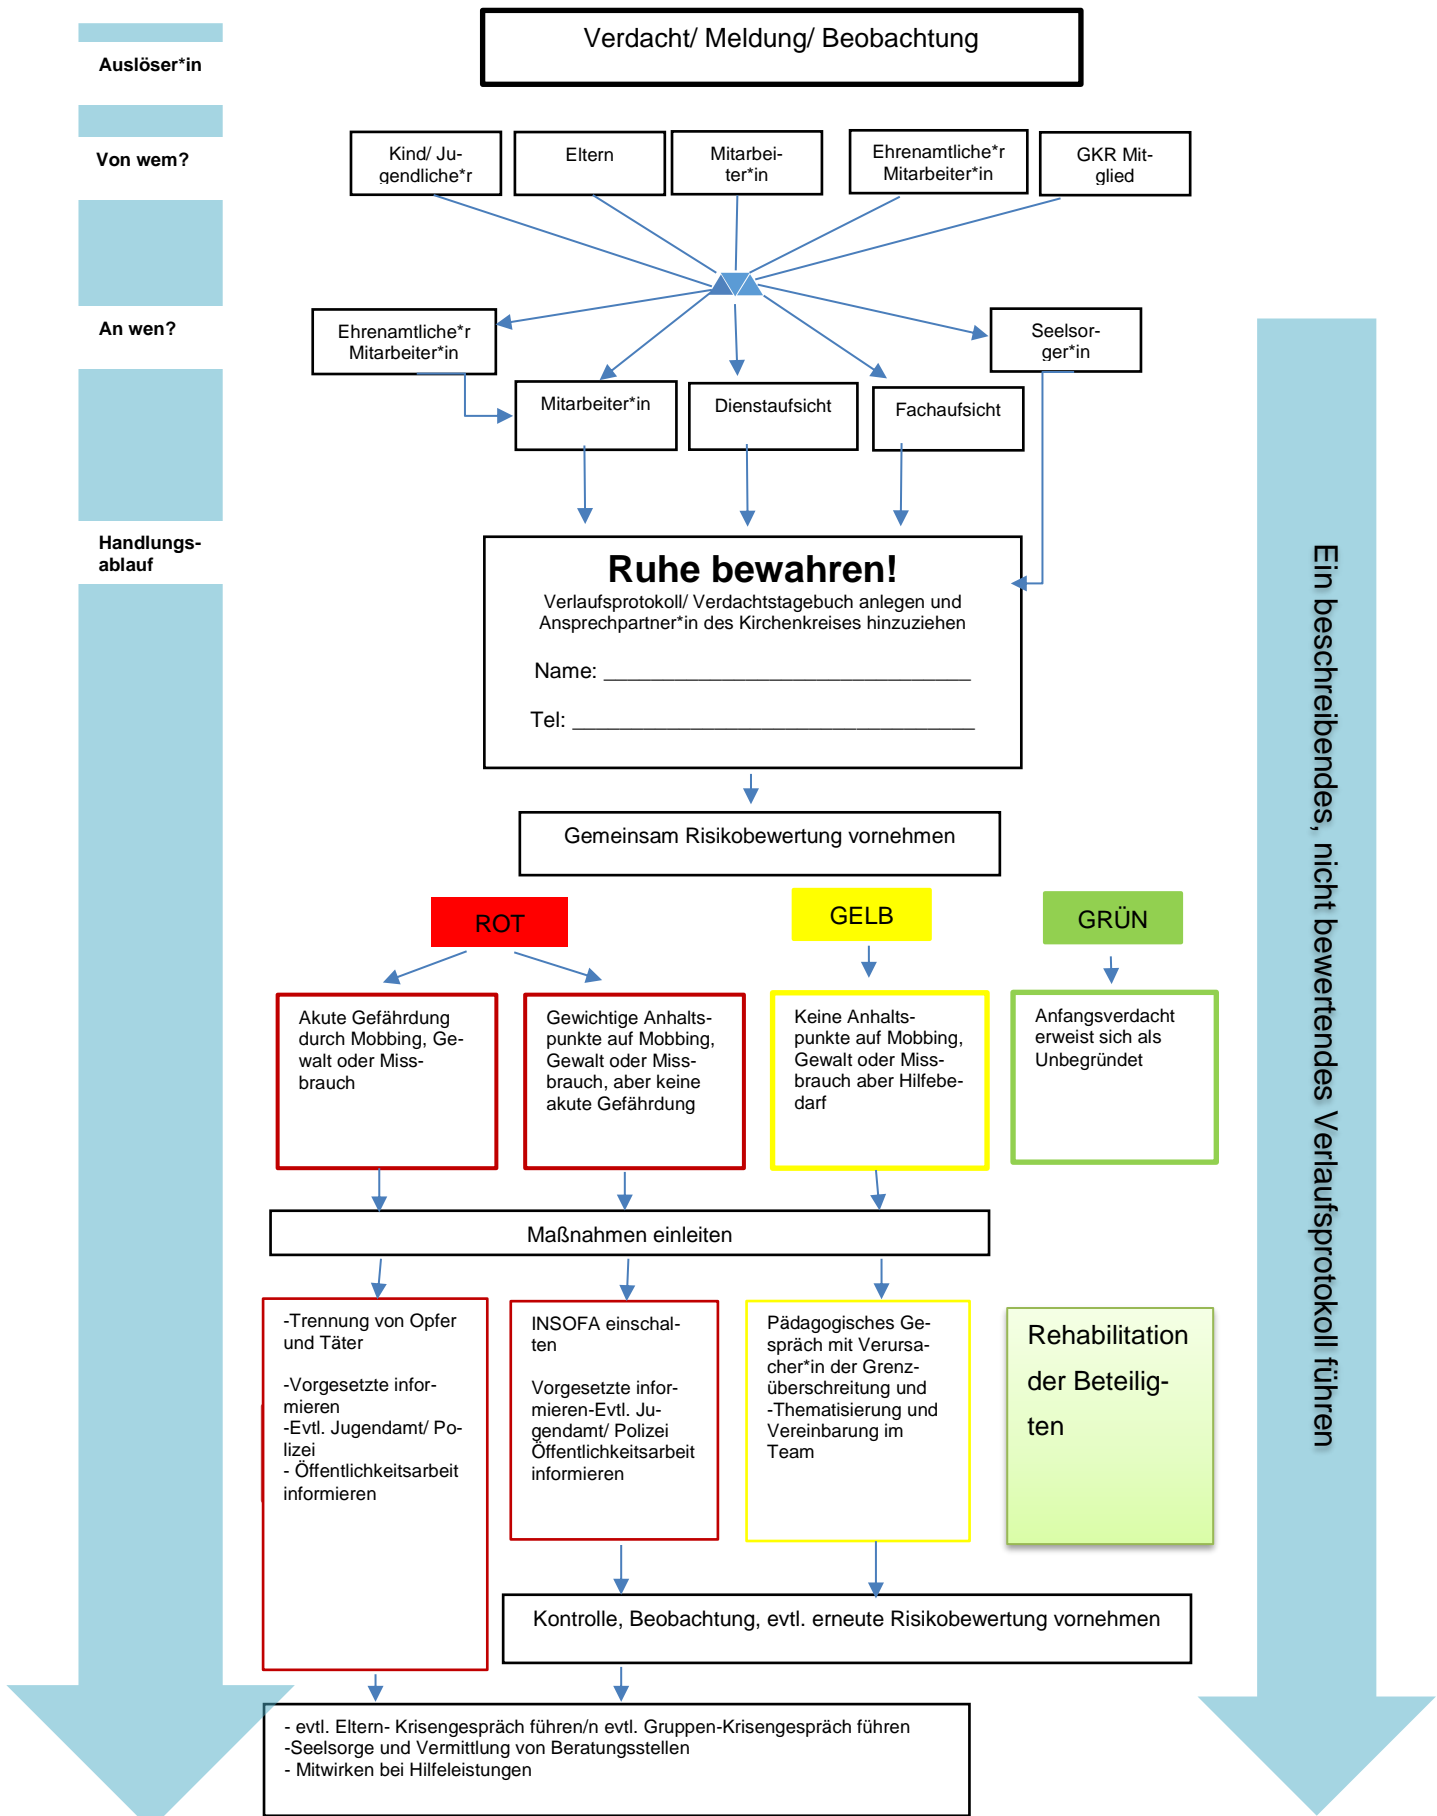 Verdacht/ Meldung/ Beobachtung
Auslöser*in
Von wem?
Kind/ Ju-
gendliche*r
Eltern
Mitarbei-
ter*in
Ehrenamtliche*r
Mitarbeiter*in
GKR Mit-
glied
An wen?
Ehrenamtliche*r
Mitarbeiter*in
Seelsor-
ger*in
Mitarbeiter*in
Dienstaufsicht
Fachaufsicht
Handlungs-
ablauf
Ruhe bewahren!
Verlaufsprotokoll/ Verdachtstagebuch anlegen und
Ansprechpartner*in des Kirchenkreises hinzuziehen
Name: _______________________________
Tel: __________________________________
Gemeinsam Risikobewertung vornehmen
ROT
GELB
GRÜN
Akute Gefährdung
durch Mobbing, Ge-
walt oder Miss-
brauch
Gewichtige Anhalts-
punkte auf Mobbing,
Gewalt oder Miss-
brauch, aber keine
akute Gefährdung
Keine Anhalts-
punkte auf Mobbing,
Gewalt oder Miss-
brauch aber Hilfebe-
darf
Anfangsverdacht
erweist sich als
Unbegründet
Maßnahmen einleiten
-Trennung von Opfer
und Täter
-Vorgesetzte infor-
mieren
-Evtl. Jugendamt/ Po-
lizei
- Öffentlichkeitsarbeit
informieren
INSOFA einschal-
ten
Vorgesetzte infor-
mieren-Evtl. Ju-
gendamt/ Polizei
Öffentlichkeitsarbeit
informieren
Pädagogisches Ge-
spräch mit Verursa-
cher*in der Grenz-
überschreitung und
-Thematisierung und
Vereinbarung im
Team
Rehabilitation
der Beteilig-
ten
Kontrolle, Beobachtung, evtl. erneute Risikobewertung vornehmen
- evtl. Eltern- Krisengespräch führen/n evtl. Gruppen-Krisengespräch führen
-Seelsorge und Vermittlung von Beratungsstellen
- Mitwirken bei Hilfeleistungen
Ein beschreibendes, nicht bewertendes Verlaufsprotokoll führen